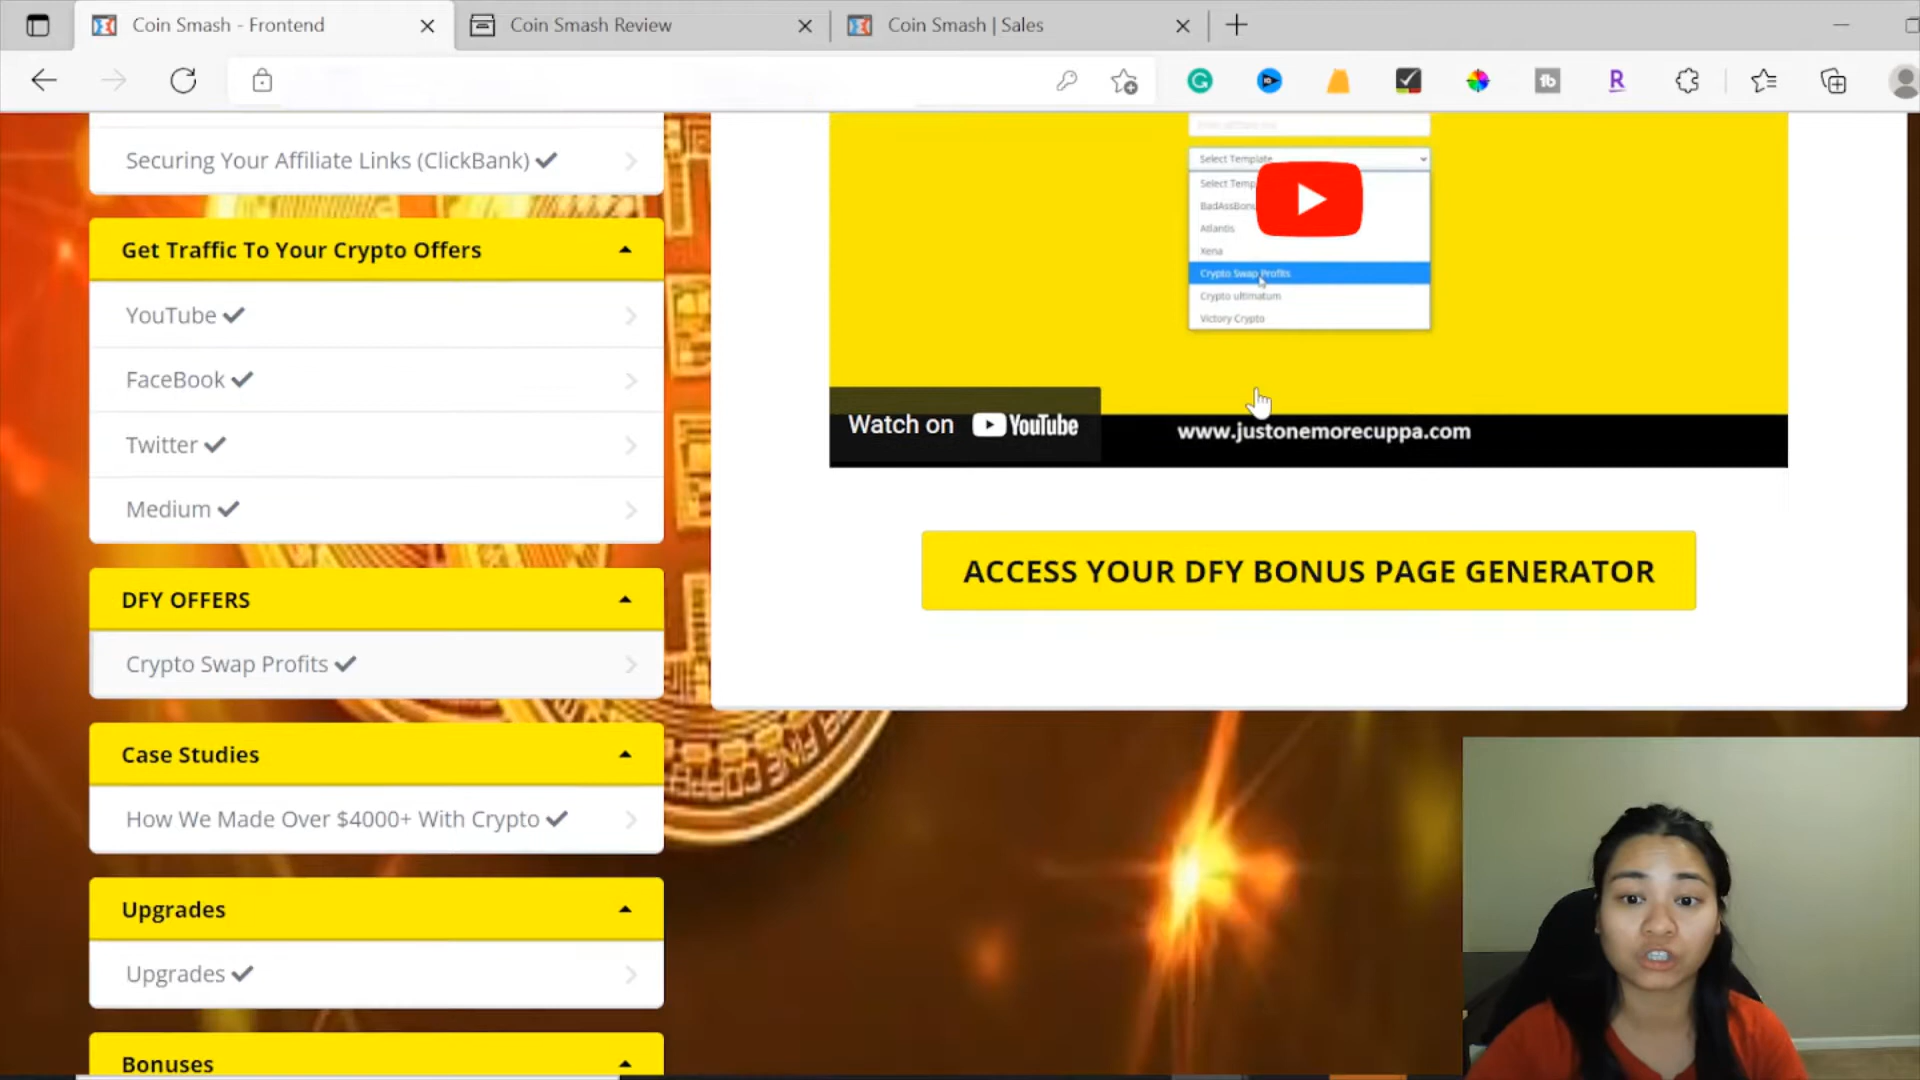 Coin Smash - Frontend
Coin Smash Review
Coin Smash | Sales
Securing Your Affiliate Links (ClickBank)
Get Traffic To Your Crypto Offers
YouTube
FaceBook
Twitter
Medium
DFY OFFERS
Crypto Swap Profits
Case Studies
How We Made Over $4000+ With Crypto
Upgrades
Upgrades
Bonuses
Select Template
Select Temp
BadAssBonu
Atlantis
Xena
Crypto Swap Profits
Crypto ultimatum
Victory Crypto
Watch on YouTube
www.justonemorecuppa.com
ACCESS YOUR DFY BONUS PAGE GENERATOR